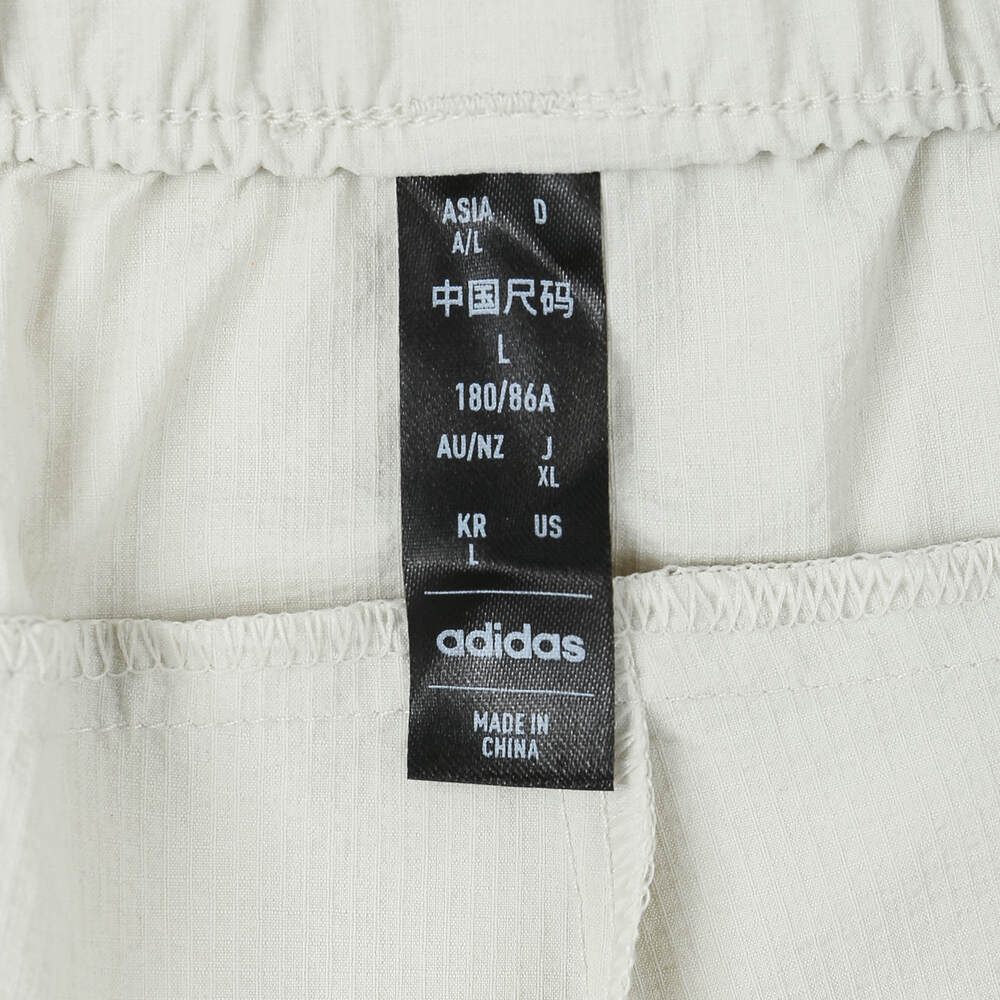 ASIA D
A/L
中国尺码
L
180/86A
AU/NZ J
XL
KR US
L
adidas
MADE IN
CHINA